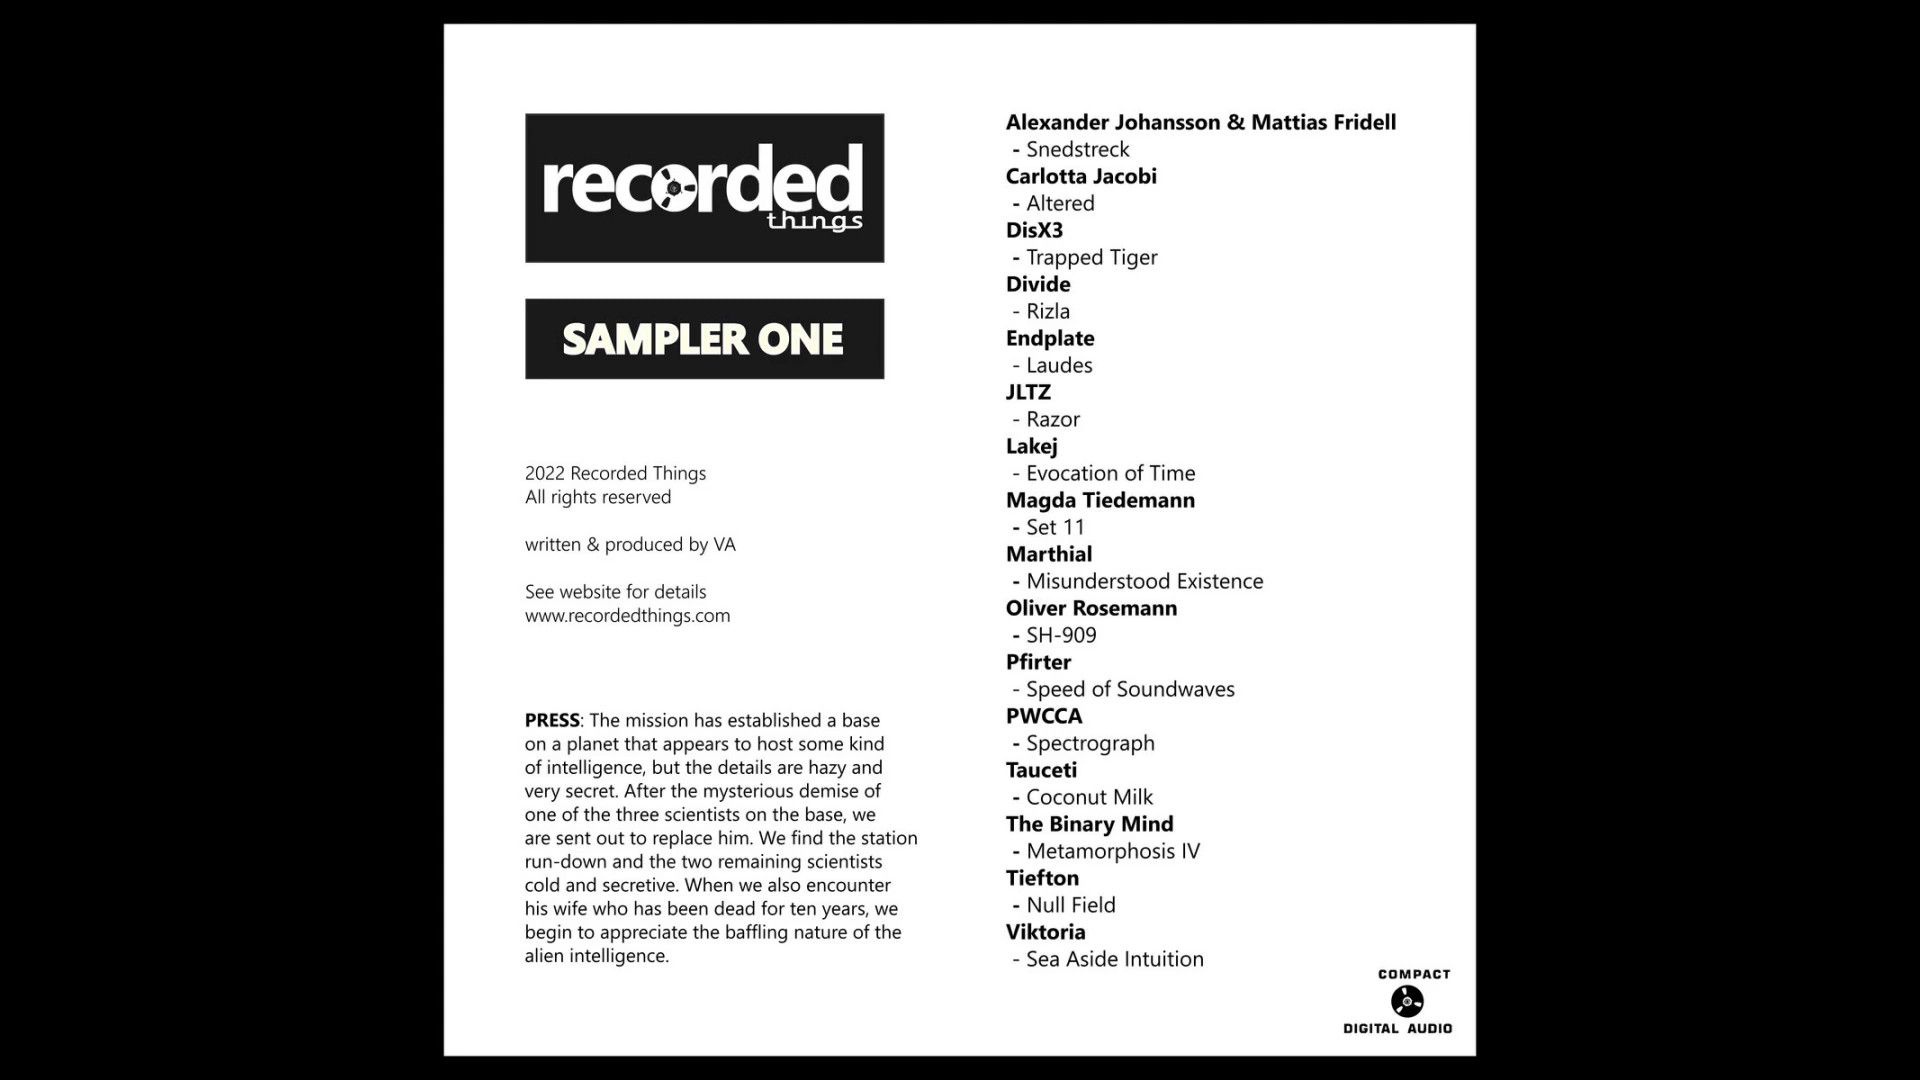 recorded
things
SAMPLER ONE
2022 Recorded Things
All rights reserved
written & produced by VA
See website for details
www.recordedthings.com
PRESS: The mission has established a base
on a planet that appears to host some kind
of intelligence, but the details are hazy and
very secret. After the mysterious demise of
one of the three scientists on the base, we
are sent out to replace him. We find the station
run-down and the two remaining scientists
cold and secretive. When we also encounter
his wife who has been dead for ten years, we
begin to appreciate the baffling nature of the
alien intelligence.
Alexander Johansson & Mattias Fridell
- Snedstreck
Carlotta Jacobi
- Altered
DisX3
- Trapped Tiger
Divide
- Rizla
Endplate
- Laudes
JLTZ
- Razor
Lakej
- Evocation of Time
Magda Tiedemann
- Set 11
Marthial
- Misunderstood Existence
Oliver Rosemann
- SH-909
Pfirter
- Speed of Soundwaves
PWCCA
- Spectrograph
Tauceti
- Coconut Milk
The Binary Mind
- Metamorphosis IV
Tiefton
- Null Field
Viktoria
- Sea Aside Intuition
COMPACT
DIGITAL AUDIO